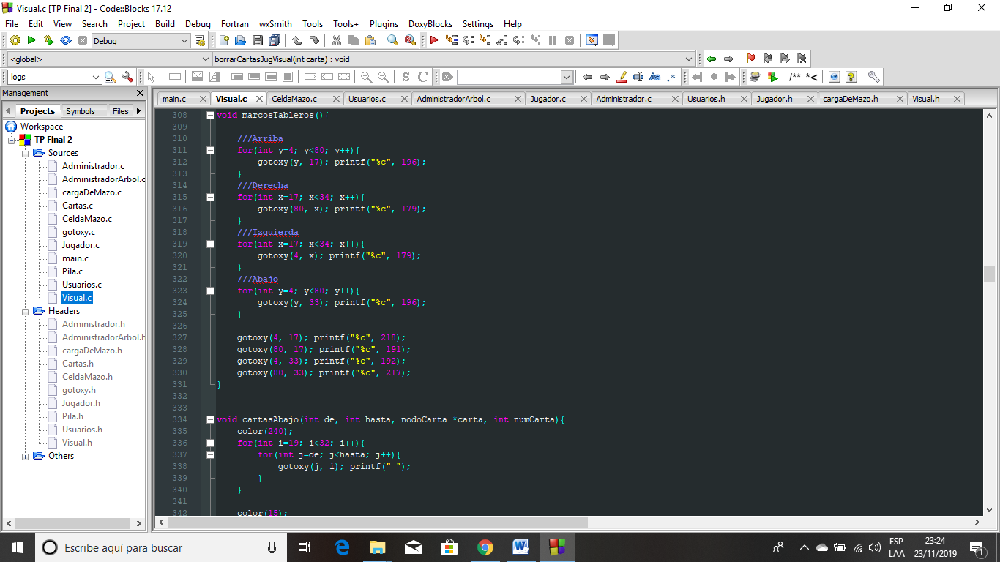 Visual.c [TP Final 2] - Code::Blocks 17.12
File Edit View Search Project Build Debug Fortran wxSmith Tools Tools+ Plugins DoxyBlocks Settings Help
Debug
<global>
borrarCartasJugVisual(int carta) : void
logs
S C
Aa .*
/** *<
Management
Projects Symbols Files
main.c Visual.c CeldaMazo.c Usuarios.c AdministradorArbol.c Jugador.c Administrador.c Usuarios.h Jugador.h cargaDeMazo.h Visual.h
Workspace
TP Final 2
Sources
Administrador.c
AdministradorArbol.c
cargaDeMazo.c
Cartas.c
CeldaMazo.c
gotoxy.c
Jugador.c
main.c
Pila.c
Usuarios.c
Visual.c
Headers
Administrador.h
AdministradorArbol.h
cargaDeMazo.h
Cartas.h
CeldaMazo.h
gotoxy.h
Jugador.h
Pila.h
Usuarios.h
Visual.h
Others
308 void marcosTableros(){
309
310 ///Arriba
311 for(int y=4; y<80; y++){
312 gotoxy(y, 17); printf("%c", 196);
313 }
314 ///Derecha
315 for(int x=17; x<34; x++){
316 gotoxy(80, x); printf("%c", 179);
317 }
318 ///Izquierda
319 for(int x=17; x<34; x++){
320 gotoxy(4, x); printf("%c", 179);
321 }
322 ///Abajo
323 for(int y=4; y<80; y++){
324 gotoxy(y, 33); printf("%c", 196);
325 }
326
327 gotoxy(4, 17); printf("%c", 218);
328 gotoxy(80, 17); printf("%c", 191);
329 gotoxy(4, 33); printf("%c", 192);
330 gotoxy(80, 33); printf("%c", 217);
331 }
332
333
334 void cartasAbajo(int de, int hasta, nodoCarta *carta, int numCarta){
335 color(240);
336 for(int i=19; i<32; i++){
337 for(int j=de; j<hasta; j++){
338 gotoxy(j, i); printf(" ");
339 }
340 }
341
342 color(15);
Escribe aquí para buscar
ESP
LAA
23:24
23/11/2019
1